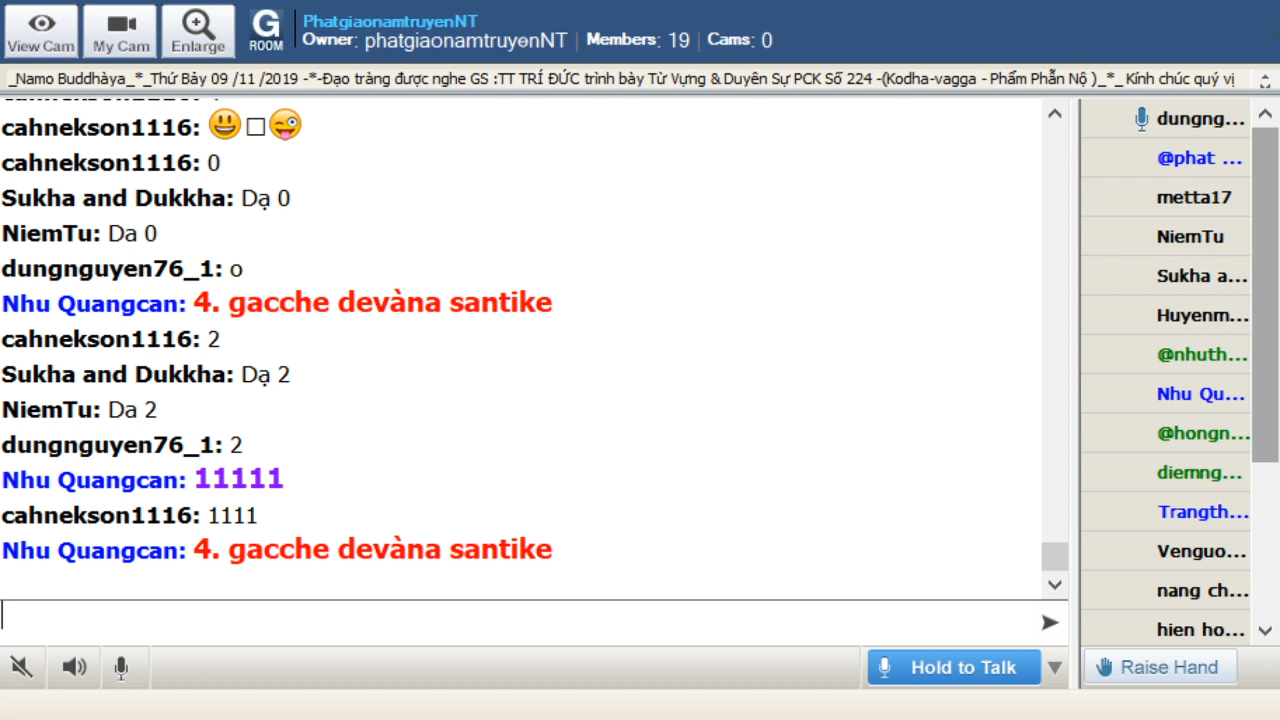 View Cam
My Cam
Enlarge
G
ROOM
PhatgiaonamtruyenNT
Owner: phatgiaonamtruyenNT | Members: 19 | Cams: 0
_Namo Buddhàya_*_Thứ Bảy 09 /11 /2019 -*-Đạo tràng được nghe GS :TT TRÍ ĐỨC trình bày Từ Vựng & Duyên Sự PCK Số 224 -(Kodha-vagga - Phẩm Phẫn Nộ )_*_ Kính chúc quý vị
cahnekson1116:
cahnekson1116: 0
Sukha and Dukkha: Dạ 0
NiemTu: Da 0
dungnguyen76_1: o
Nhu Quangcan: 4. gacche devàna santike
cahnekson1116: 2
Sukha and Dukkha: Dạ 2
NiemTu: Da 2
dungnguyen76_1: 2
Nhu Quangcan: 11111
cahnekson1116: 1111
Nhu Quangcan: 4. gacche devàna santike
dungng...
@phat ...
metta17
NiemTu
Sukha a...
Huyenm...
@nhuth...
Nhu Qu...
@hongn...
diemng...
Trangth...
Venguo...
nang ch...
hien ho...
Hold to Talk
Raise Hand